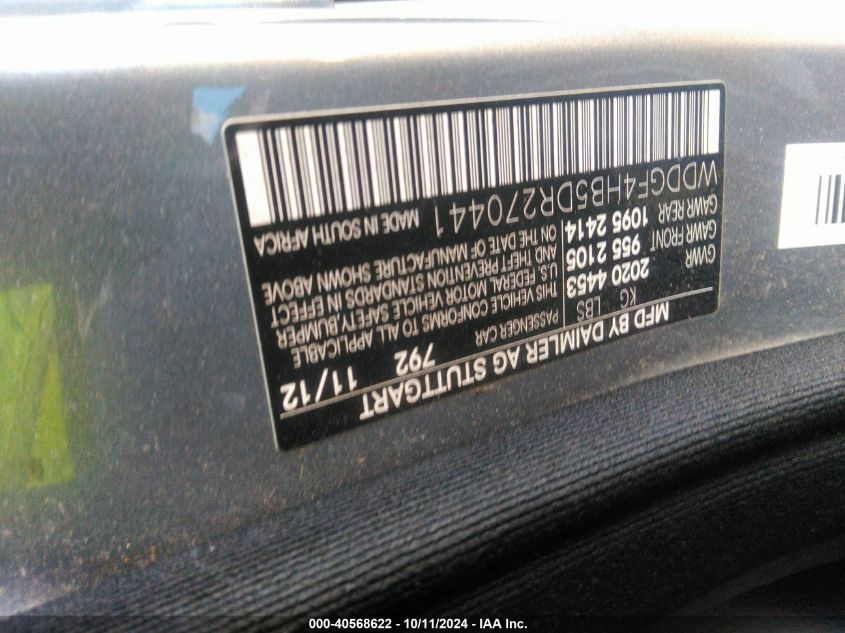 MFD BY DAIMLER AG STUTTGART
KG LBS 11/12
GVWR 2020 4453 PASSENGER CAR 792
GAWR FRONT 955 2105
GAWR REAR 1095 2414
THIS VEHICLE CONFORMS TO ALL APPLICABLE
U.S. FEDERAL MOTOR VEHICLE SAFETY, BUMPER
AND THEFT PREVENTION STANDARDS IN EFFECT
ON THE DATE OF MANUFACTURE SHOWN ABOVE
WDDGF4HB5DR270441 MADE IN SOUTH AFRICA
000-40568622 - 10/11/2024 - IAA Inc.